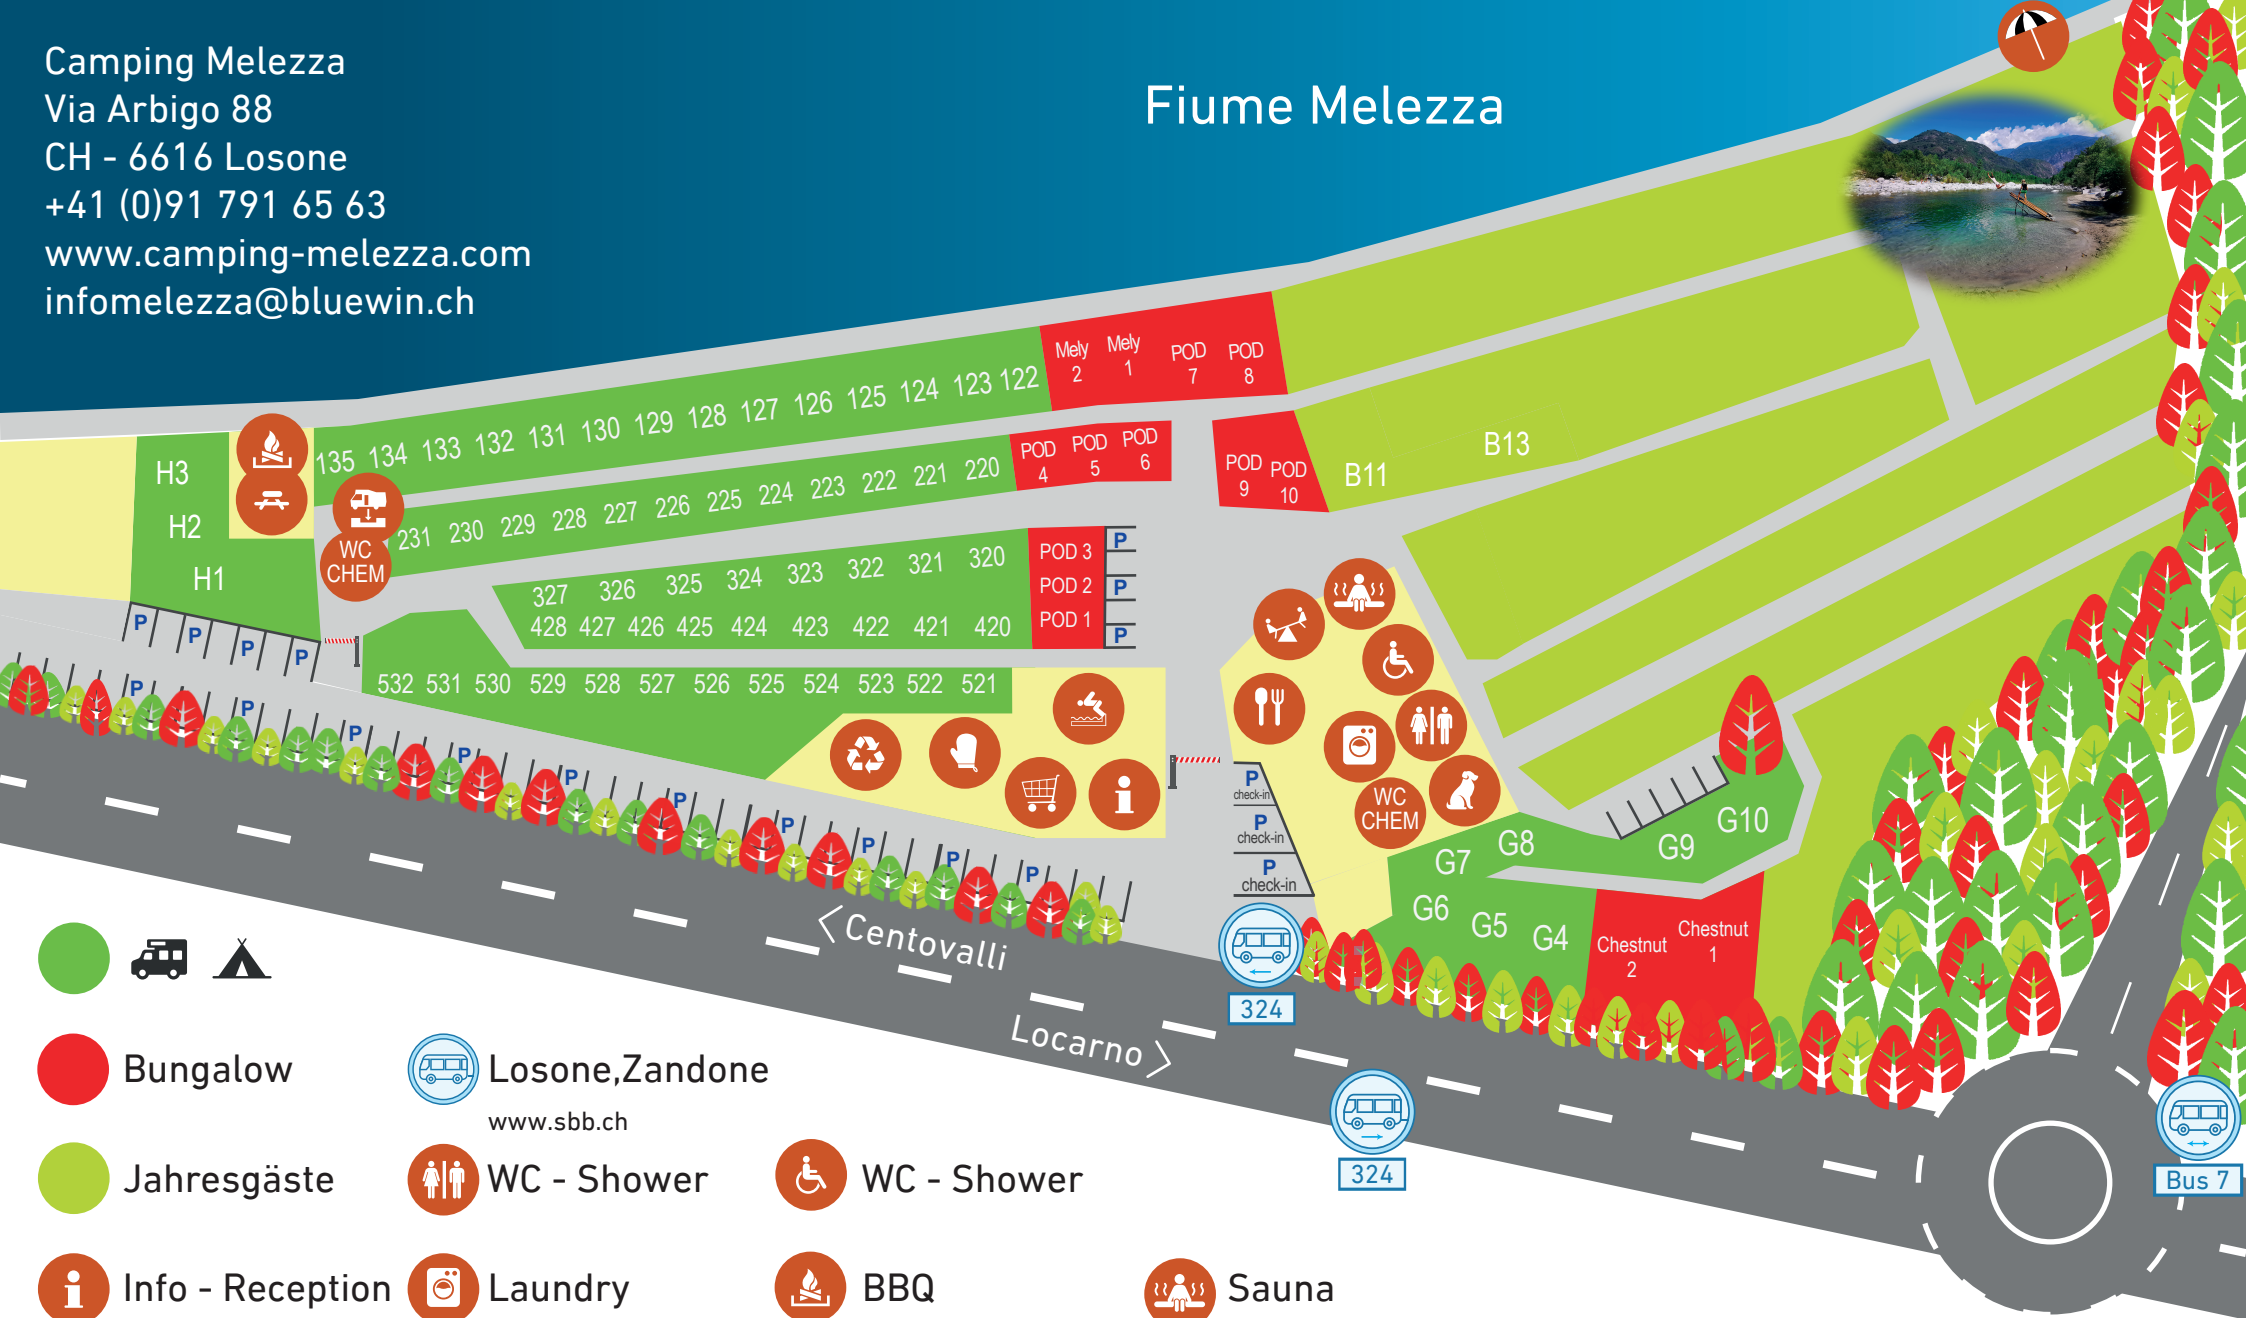 Camping Melezza
Via Arbigo 88
CH - 6616 Losone
+41 (0)91 791 65 63
www.camping-melezza.com
infomelezza@bluewin.ch
Fiume Melezza
Mely 2
Mely 1
POD 7
POD 8
135 134 133 132 131 130 129 128 127 126 125 124 123 122
POD 4
POD 5
POD 6
POD 9
POD 10
B11
B13
H3
H2
H1
231 230 229 228 227 226 225 224 223 222 221 220
WC
CHEM
327 326 325 324 323 322 321 320
428 427 426 425 424 423 422 421 420
POD 3
POD 2
POD 1
P
P
P
P
P
P
P
532 531 530 529 528 527 526 525 524 523 522 521
P
P
P
P
P
P
P
P
P
P
P
check-in
P
check-in
P
check-in
WC
CHEM
G10
G9
G8
G7
G6
G5
G4
Chestnut
2
Chestnut
1
< Centovalli
Locarno >
324
324
Bus 7
Bungalow
Losone,Zandone
www.sbb.ch
Jahresgäste
WC - Shower
WC - Shower
i Info - Reception
Laundry
BBQ
Sauna